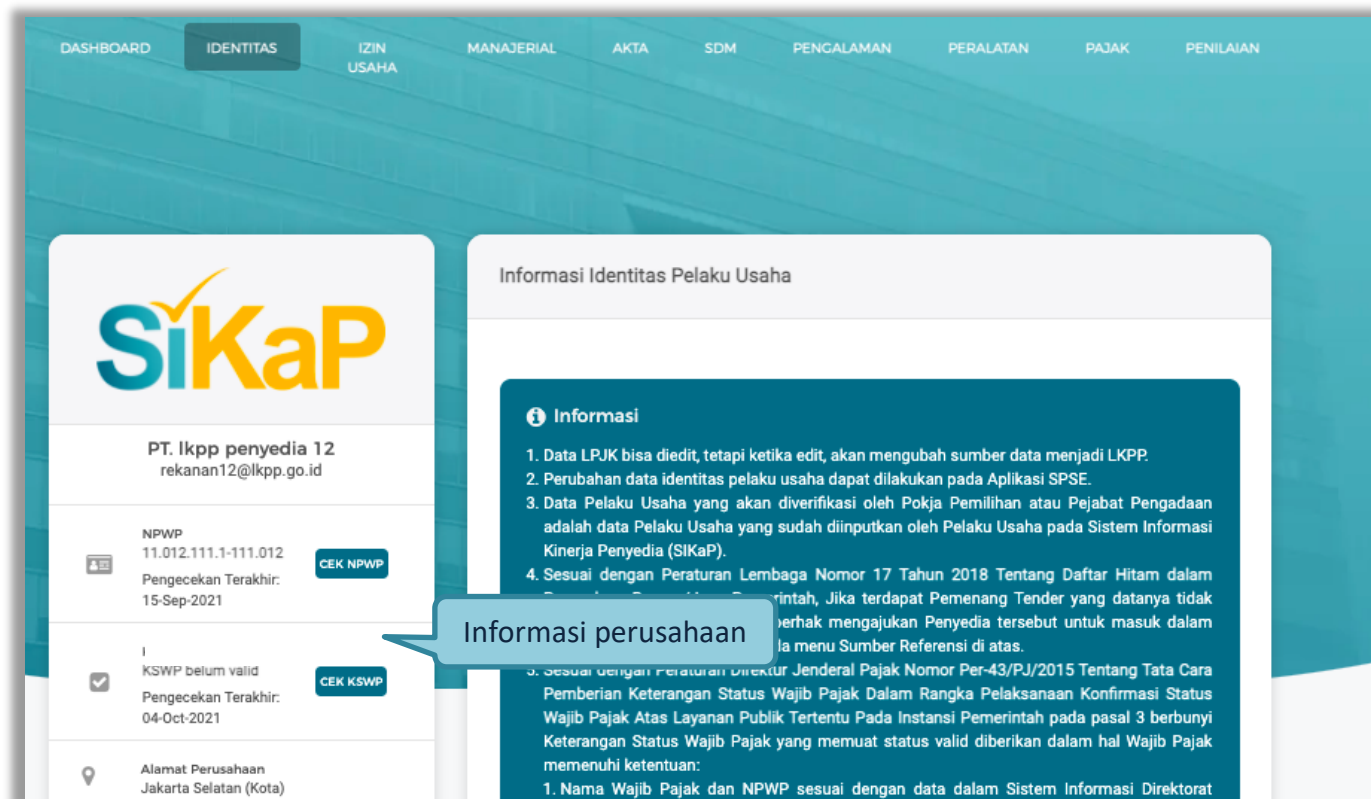 DASHBOARD IDENTITAS IZIN USAHA MANAJERIAL AKTA SDM PENGALAMAN PERALATAN PAJAK PENILAIAN
SiKaP
PT. lkpp penyedia 12
rekanan12@lkpp.go.id
NPWP
11.012.111.1-111.012
CEK NPWP
Pengecekan Terakhir:
15-Sep-2021
KSWP belum valid
CEK KSWP
Pengecekan Terakhir:
04-Oct-2021
Alamat Perusahaan
Jakarta Selatan (Kota)
Informasi perusahaan
Informasi Identitas Pelaku Usaha
Informasi
1. Data LPJK bisa diedit, tetapi ketika edit, akan mengubah sumber data menjadi LKPP.
2. Perubahan data identitas pelaku usaha dapat dilakukan pada Aplikasi SPSE.
3. Data Pelaku Usaha yang akan diverifikasi oleh Pokja Pemilihan atau Pejabat Pengadaan
adalah data Pelaku Usaha yang sudah diinputkan oleh Pelaku Usaha pada Sistem Informasi
Kinerja Penyedia (SIKaP).
4. Sesuai dengan Peraturan Lembaga Nomor 17 Tahun 2018 Tentang Daftar Hitam dalam
Jika terdapat Pemenang Tender yang datanya tidak
berhak mengajukan Penyedia tersebut untuk masuk dalam
menu Sumber Referensi di atas.
5. Sesuai dengan Peraturan Direktur Jenderal Pajak Nomor Per-43/PJ/2015 Tentang Tata Cara
Pemberian Keterangan Status Wajib Pajak Dalam Rangka Pelaksanaan Konfirmasi Status
Wajib Pajak Atas Layanan Publik Tertentu Pada Instansi Pemerintah pada pasal 3 berbunyi
Keterangan Status Wajib Pajak yang memuat status valid diberikan dalam hal Wajib Pajak
memenuhi ketentuan:
1. Nama Wajib Pajak dan NPWP sesuai dengan data dalam Sistem Informasi Direktorat